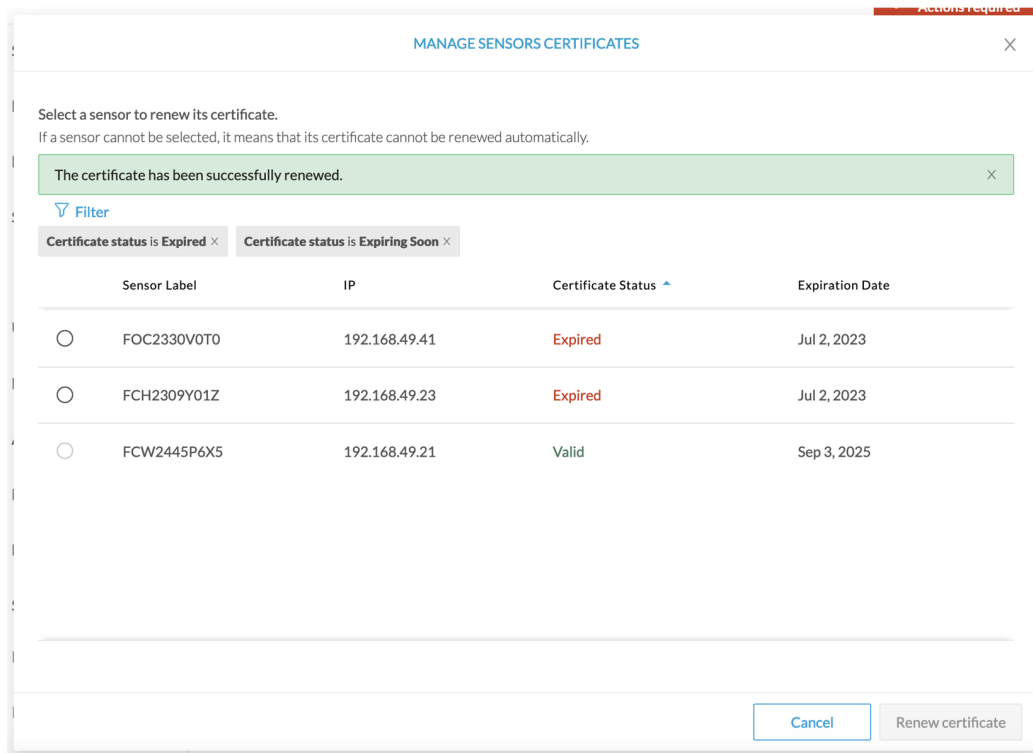 Actions required
MANAGE SENSORS CERTIFICATES
Select a sensor to renew its certificate.
If a sensor cannot be selected, it means that its certificate cannot be renewed automatically.
The certificate has been successfully renewed.
Filter
Certificate status is Expired × Certificate status is Expiring Soon ×
Sensor Label IP Certificate Status Expiration Date
FOC2330V0T0 192.168.49.41 Expired Jul 2, 2023
FCH2309Y01Z 192.168.49.23 Expired Jul 2, 2023
FCW2445P6X5 192.168.49.21 Valid Sep 3, 2025
Cancel Renew certificate